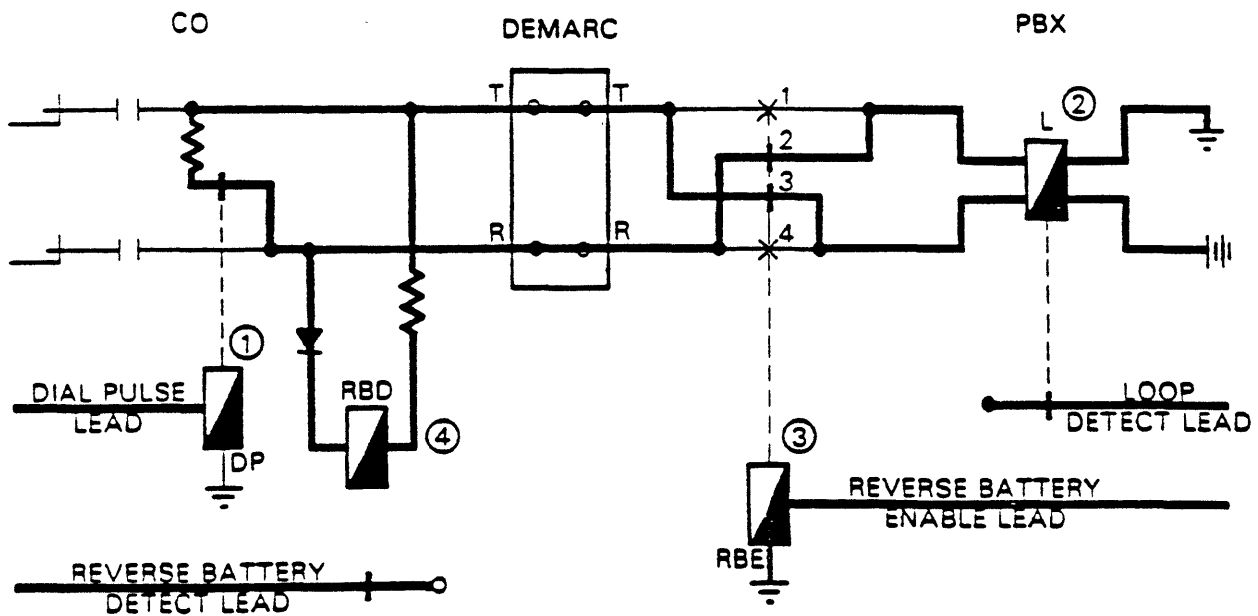 CO
DEMARC
PBX
T
T
1
L
②
2
3
R
R
4
①
DIAL PULSE
LEAD
RBD
④
DP
③
LOOP
DETECT LEAD
REVERSE BATTERY
ENABLE LEAD
RBE
REVERSE BATTERY
DETECT LEAD